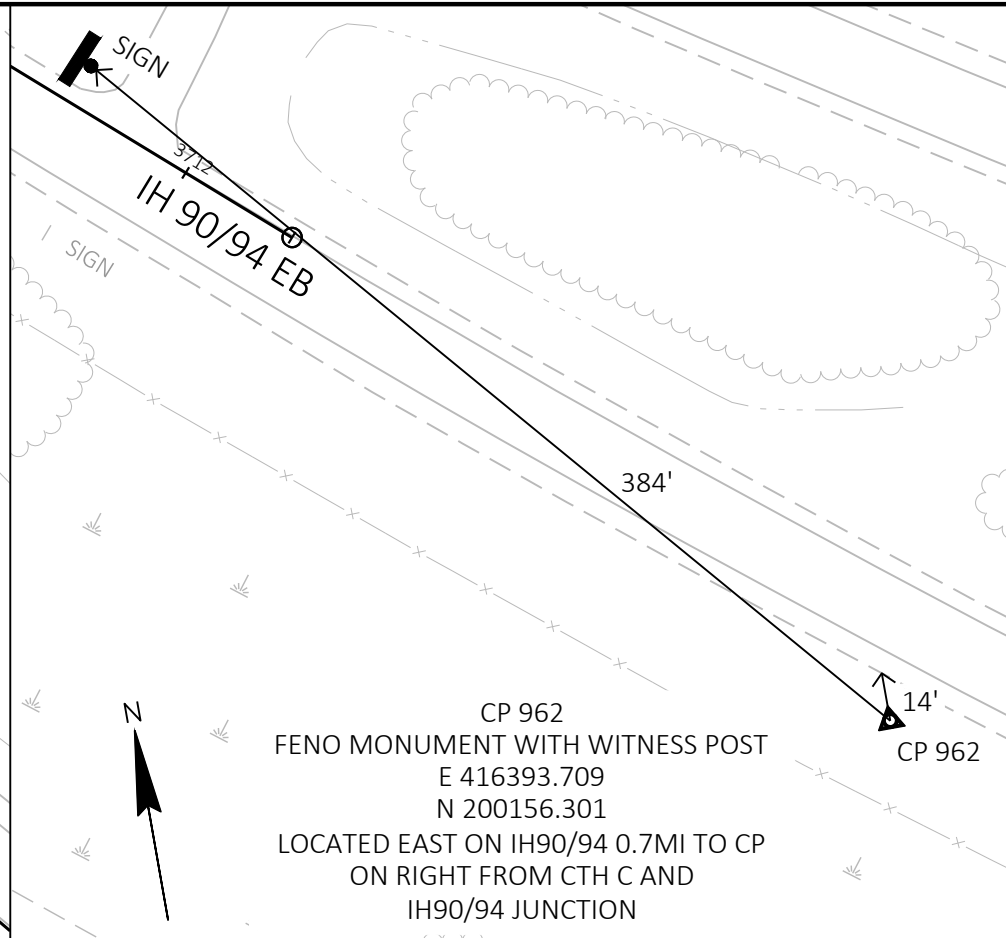 SIGN
3712
IH 90/94 EB
SIGN
384'
14'
CP 962
N
CP 962
FENO MONUMENT WITH WITNESS POST
E 416393.709
N 200156.301
LOCATED EAST ON IH90/94 0.7MI TO CP
ON RIGHT FROM CTH C AND
IH90/94 JUNCTION